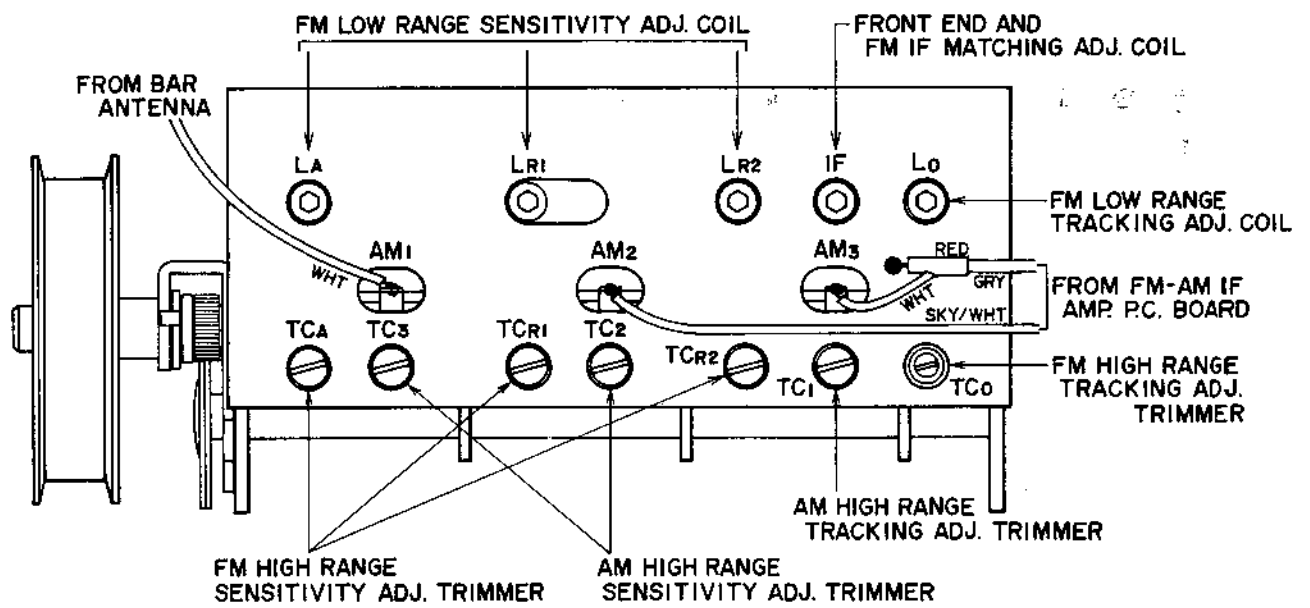 FM LOW RANGE SENSITIVITY ADJ. COIL
FRONT END AND
FM IF MATCHING ADJ. COIL
FROM BAR
ANTENNA
LA
LR1
LR2
IF
LO
FM LOW RANGE
TRACKING ADJ. COIL
AM1
AM2
AM3
WHT
RED
GRY
WHT
SKY/WHT
FROM FM-AM IF
AMP. P.C. BOARD
TCA
TC3
TCR1
TC2
TCR2
TC1
TCO
FM HIGH RANGE
TRACKING ADJ.
TRIMMER
AM HIGH RANGE
TRACKING ADJ. TRIMMER
FM HIGH RANGE
SENSITIVITY ADJ. TRIMMER
AM HIGH RANGE
SENSITIVITY ADJ. TRIMMER